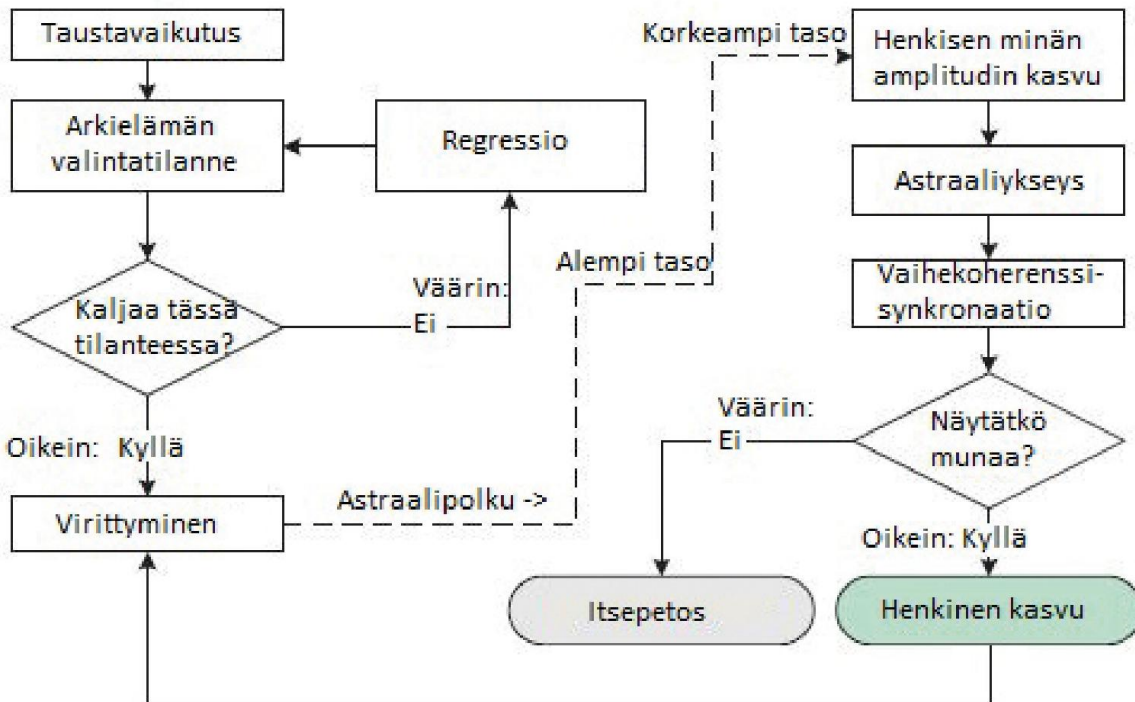 Taustavaikutus
Arkielämän
valintatilanne
Regressio
Kaljaa tässä
tilanteessa?
Väärin:
Ei
Oikein: Kyllä
Virittyminen
Astraalipolku ->
Alempi taso
Korkeampi taso
Henkisen minän
amplitudin kasvu
Astraaliykseys
Vaihekoherenssi-
synkronaatio
Näytätkö
munaa?
Väärin:
Ei
Oikein: Kyllä
Itsepetos
Henkinen kasvu